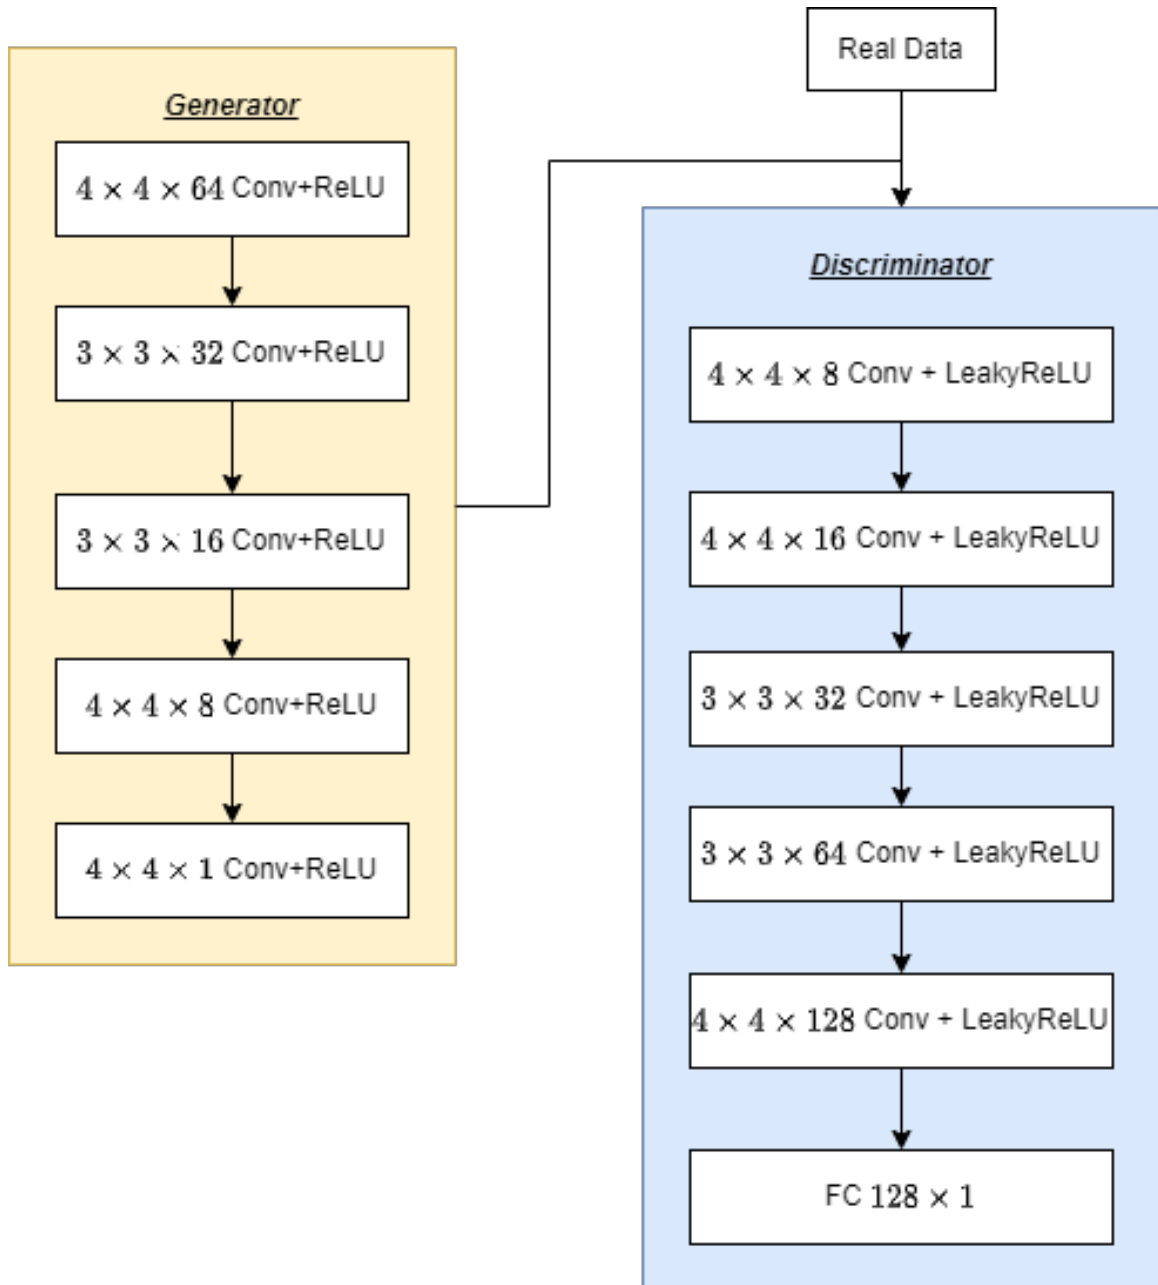 Real Data
Generator
4 × 4 × 64 Conv+ReLU
3 × 3 × 32 Conv+ReLU
3 × 3 × 16 Conv+ReLU
4 × 4 × 8 Conv+ReLU
4 × 4 × 1 Conv+ReLU
Discriminator
4 × 4 × 8 Conv + LeakyReLU
4 × 4 × 16 Conv + LeakyReLU
3 × 3 × 32 Conv + LeakyReLU
3 × 3 × 64 Conv + LeakyReLU
4 × 4 × 128 Conv + LeakyReLU
FC 128 × 1